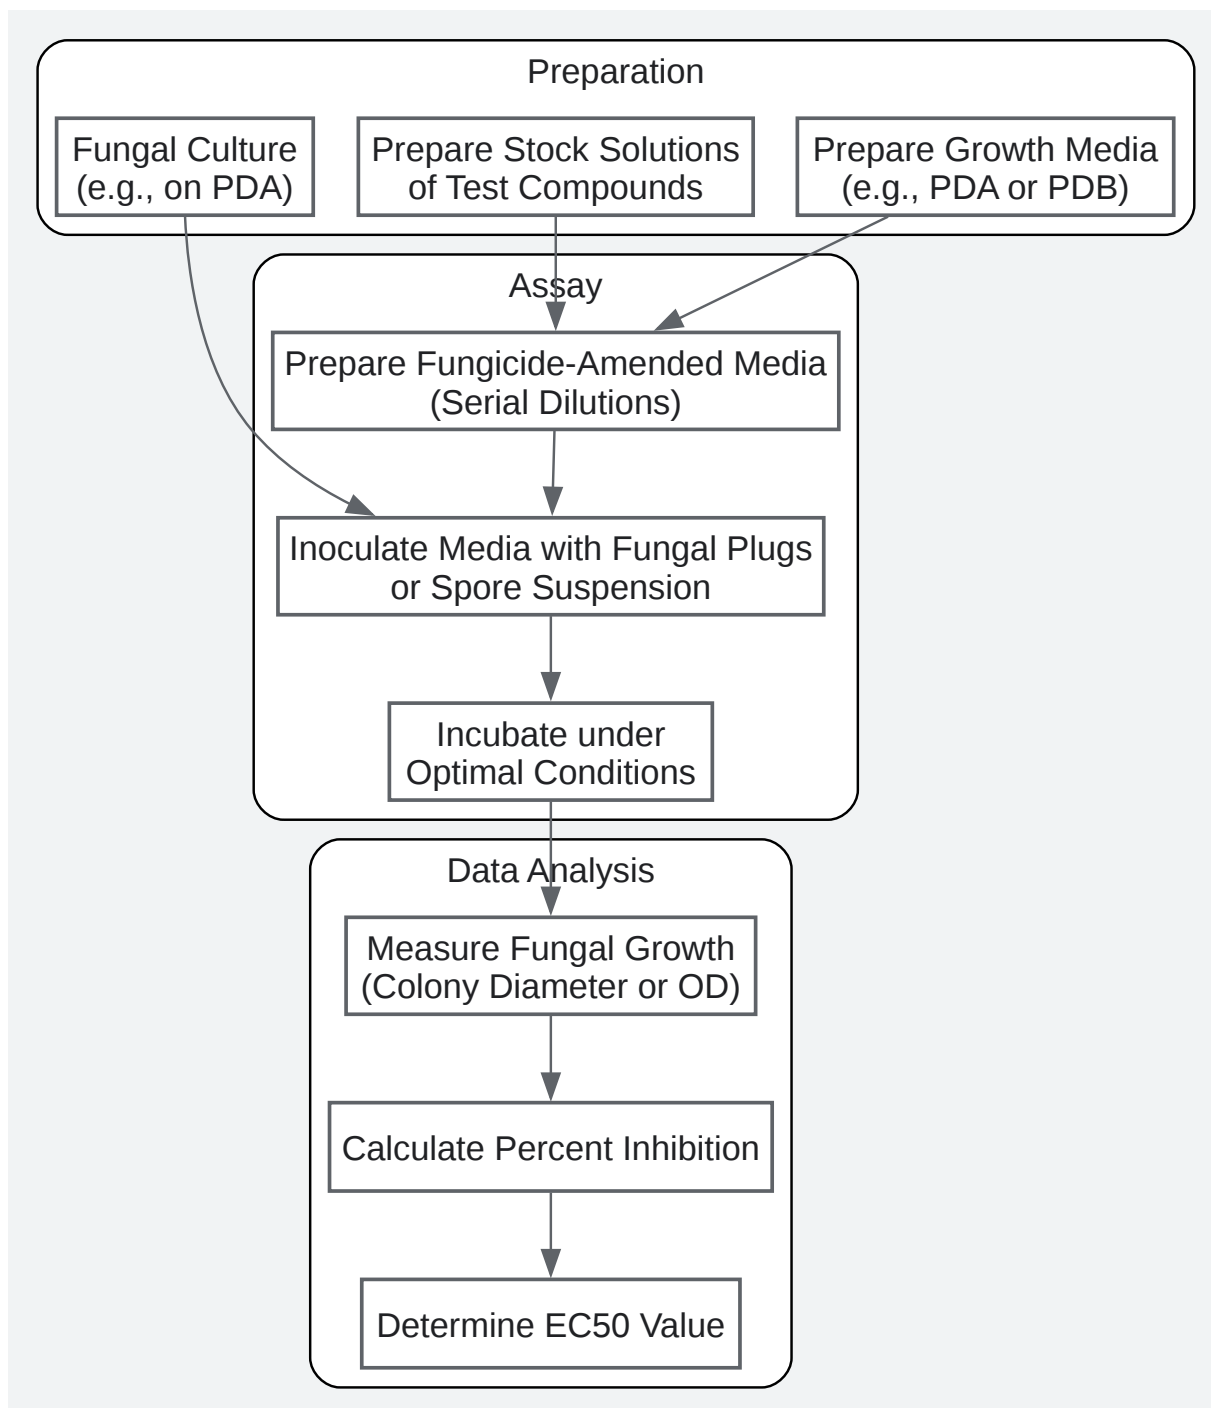 Preparation
Fungal Culture
(e.g., on PDA)
Prepare Stock Solutions
of Test Compounds
Prepare Growth Media
(e.g., PDA or PDB)
Assay
Prepare Fungicide-Amended Media
(Serial Dilutions)
Inoculate Media with Fungal Plugs
or Spore Suspension
Incubate under
Optimal Conditions
Data Analysis
Measure Fungal Growth
(Colony Diameter or OD)
Calculate Percent Inhibition
Determine EC50 Value